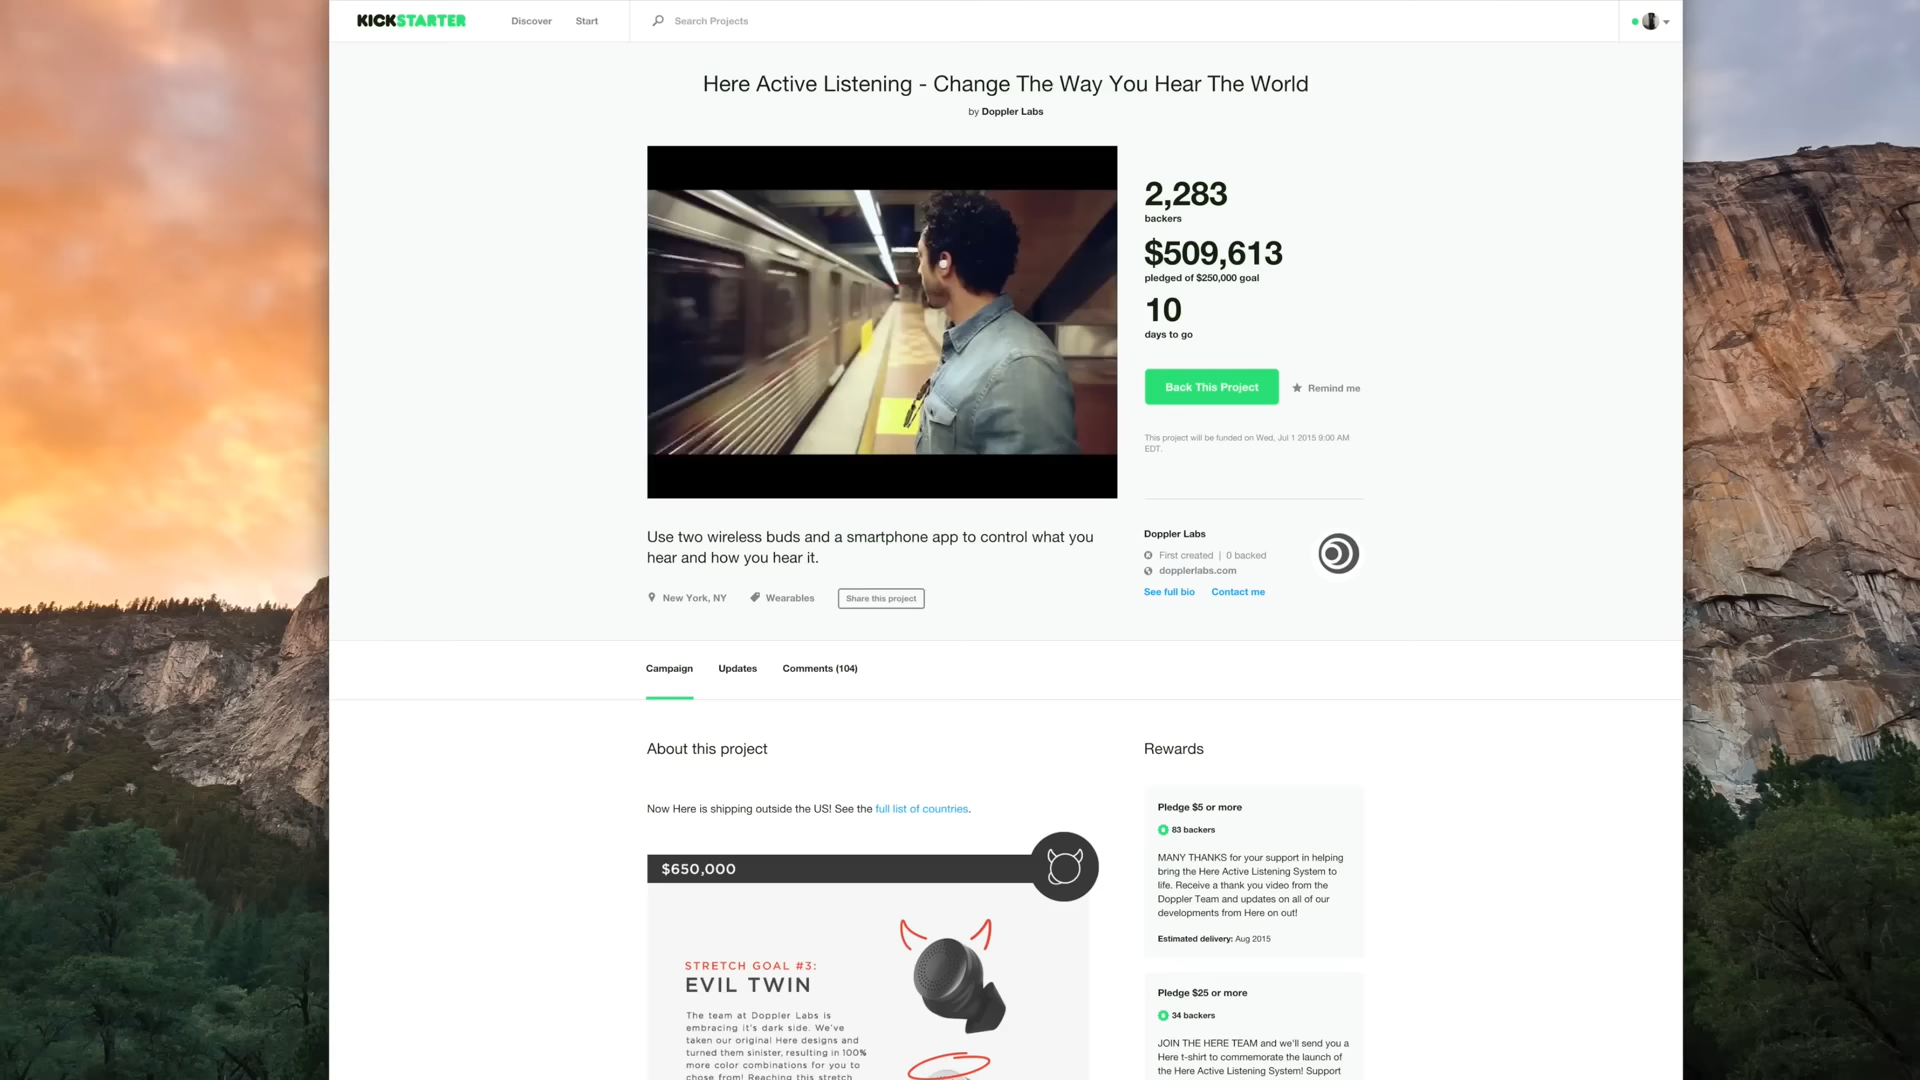 KICKSTARTER
Discover
Start
Search Projects
Here Active Listening - Change The Way You Hear The World
by Doppler Labs
2,283
backers
$509,613
pledged of $250,000 goal
10
days to go
Back This Project
Remind me
This project will be funded on Wed, Jul 1 2015 9:00 AM
EDT.
Use two wireless buds and a smartphone app to control what you
hear and how you hear it.
New York, NY
Wearables
Share this project
Doppler Labs
First created | 0 backed
dopplerlabs.com
See full bio
Contact me
Campaign
Updates
Comments (104)
About this project
Now Here is shipping outside the US! See the full list of countries.
$650,000
STRETCH GOAL #3:
EVIL TWIN
The team at Doppler Labs is
embracing it's dark side. We've
taken our original Here designs and
turned them sinister, resulting in 100%
more color combinations for you to
chose from! Reaching this stretch
Rewards
Pledge $5 or more
83 backers
MANY THANKS for your support in helping
bring the Here Active Listening System to
life. Receive a thank you video from the
Doppler Team and updates on all of our
developments from Here on out!
Estimated delivery: Aug 2015
Pledge $25 or more
34 backers
JOIN THE HERE TEAM and we'll send you a
Here t-shirt to commemorate the launch of
the Here Active Listening System! Support